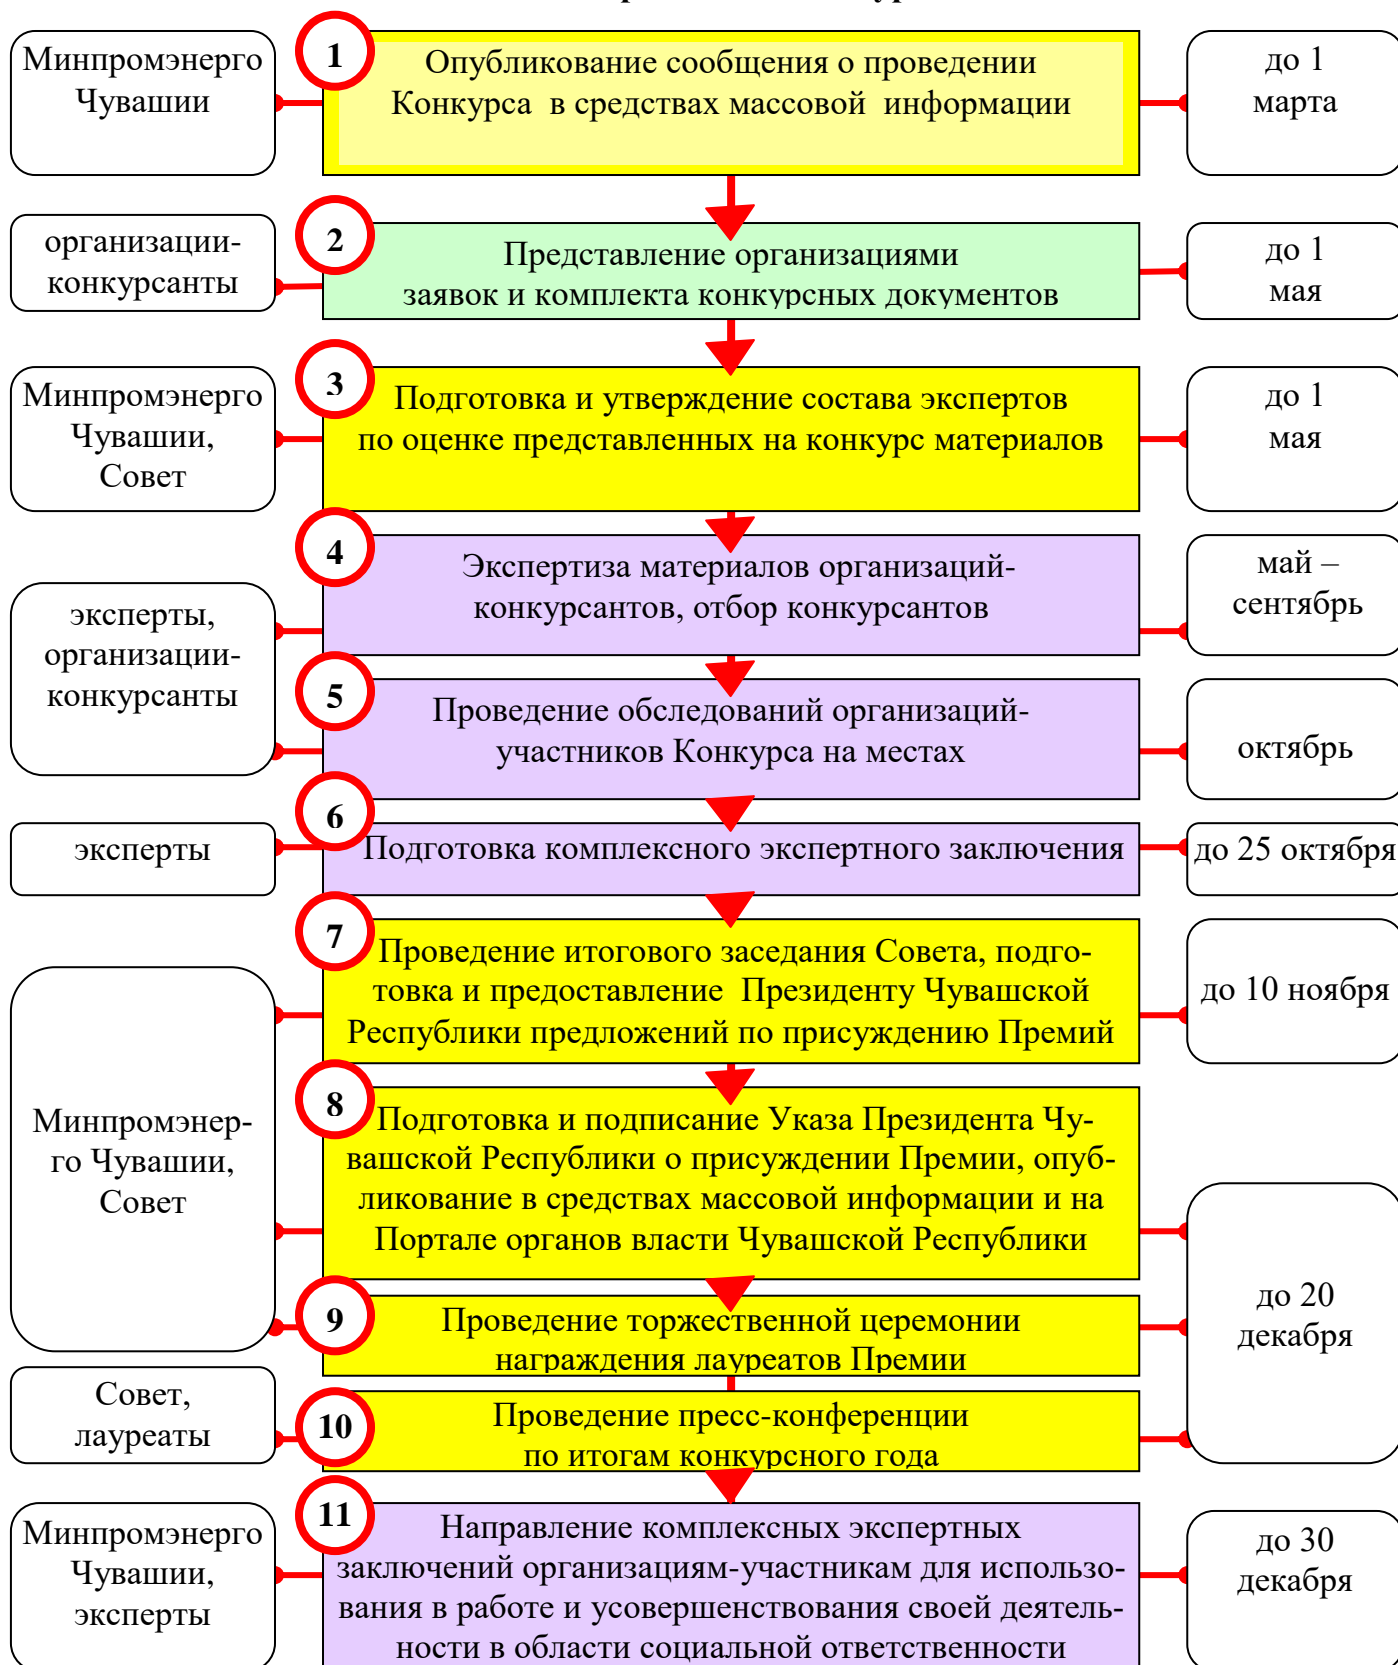 Минпромэнерго
Чувашии
1
Опубликование сообщения о проведении
Конкурса в средствах массовой информации
до 1
марта
организации-
конкурсанты
2
Представление организациями
заявок и комплекта конкурсных документов
до 1
мая
Минпромэнерго
Чувашии,
Совет
3
Подготовка и утверждение состава экспертов
по оценке представленных на конкурс материалов
до 1
мая
эксперты,
организации-
конкурсанты
4
Экспертиза материалов организаций-
конкурсантов, отбор конкурсантов
май –
сентябрь
5
Проведение обследований организаций-
участников Конкурса на местах
октябрь
эксперты
6
Подготовка комплексного экспертного заключения
до 25 октября
Минпромэнер-
го Чувашии,
Совет
7
Проведение итогового заседания Совета, подго-
товка и предоставление Президенту Чувашской
Республики предложений по присуждению Премий
до 10 ноября
8
Подготовка и подписание Указа Президента Чу-
вашской Республики о присуждении Премии, опуб-
ликование в средствах массовой информации и на
Портале органов власти Чувашской Республики
9
Проведение торжественной церемонии
награждения лауреатов Премии
до 20
декабря
Совет,
лауреаты
10
Проведение пресс-конференции
по итогам конкурсного года
Минпромэнерго
Чувашии,
эксперты
11
Направление комплексных экспертных
заключений организациям-участникам для использо-
вания в работе и усовершенствования своей деятель-
ности в области социальной ответственности
до 30
декабря